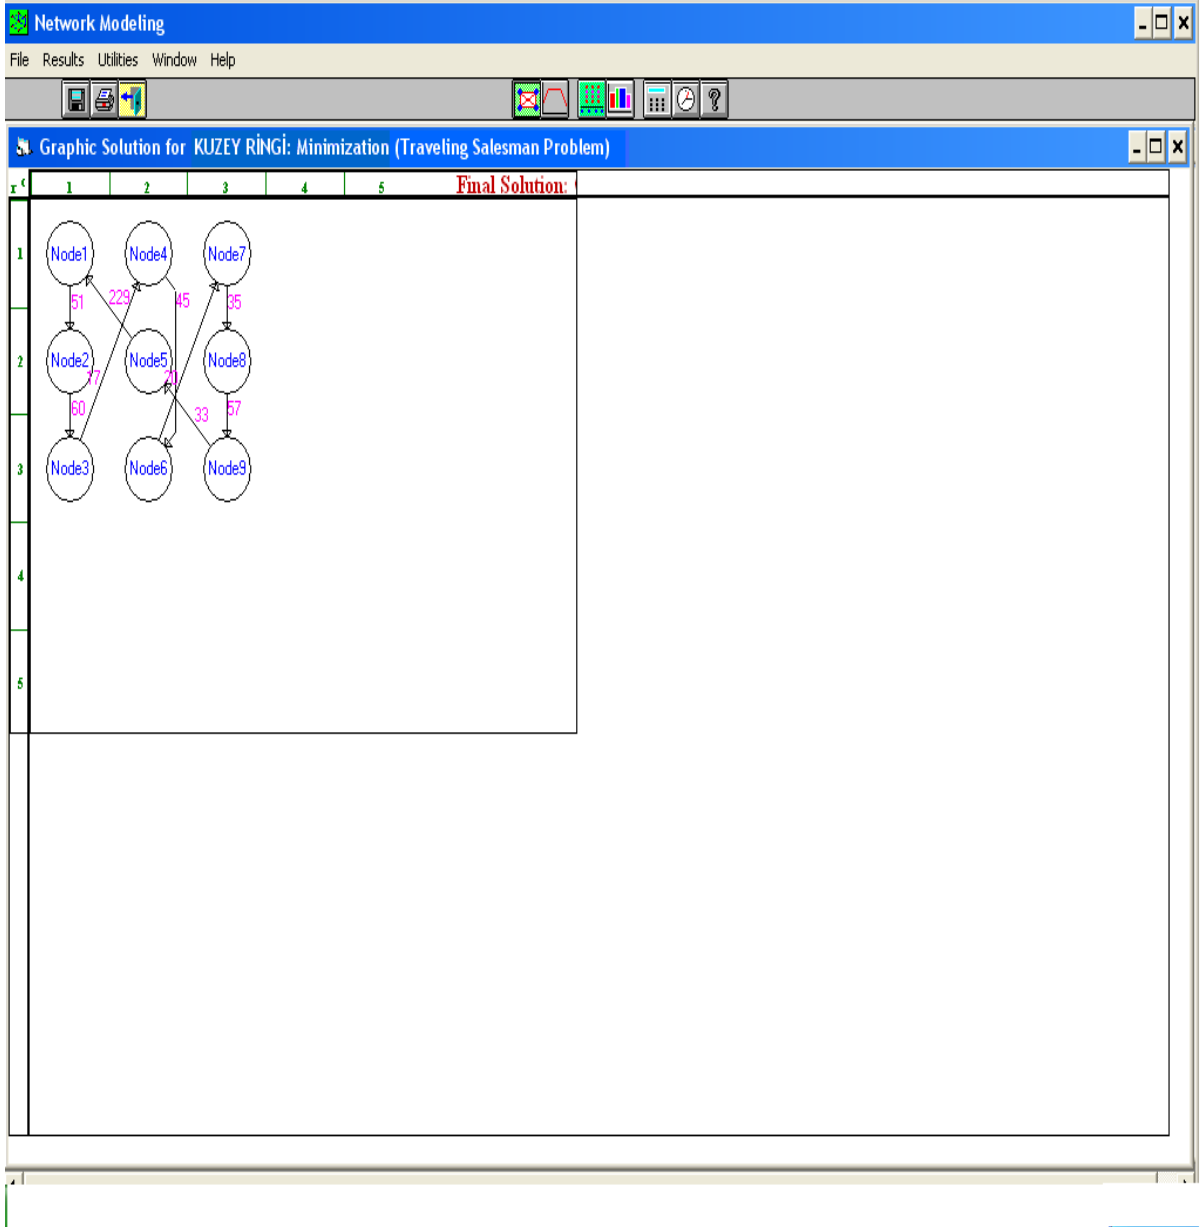 Network Modeling
File Results Utilities Window Help
Graphic Solution for KUZEY RİNGİ: Minimization (Traveling Salesman Problem)
1 2 3 4 5 Final Solution:
1 Node1 Node4 Node7
51 229 45 35
2 Node2 Node5 Node8
17 20
60 33 57
3 Node3 Node6 Node9
4
5